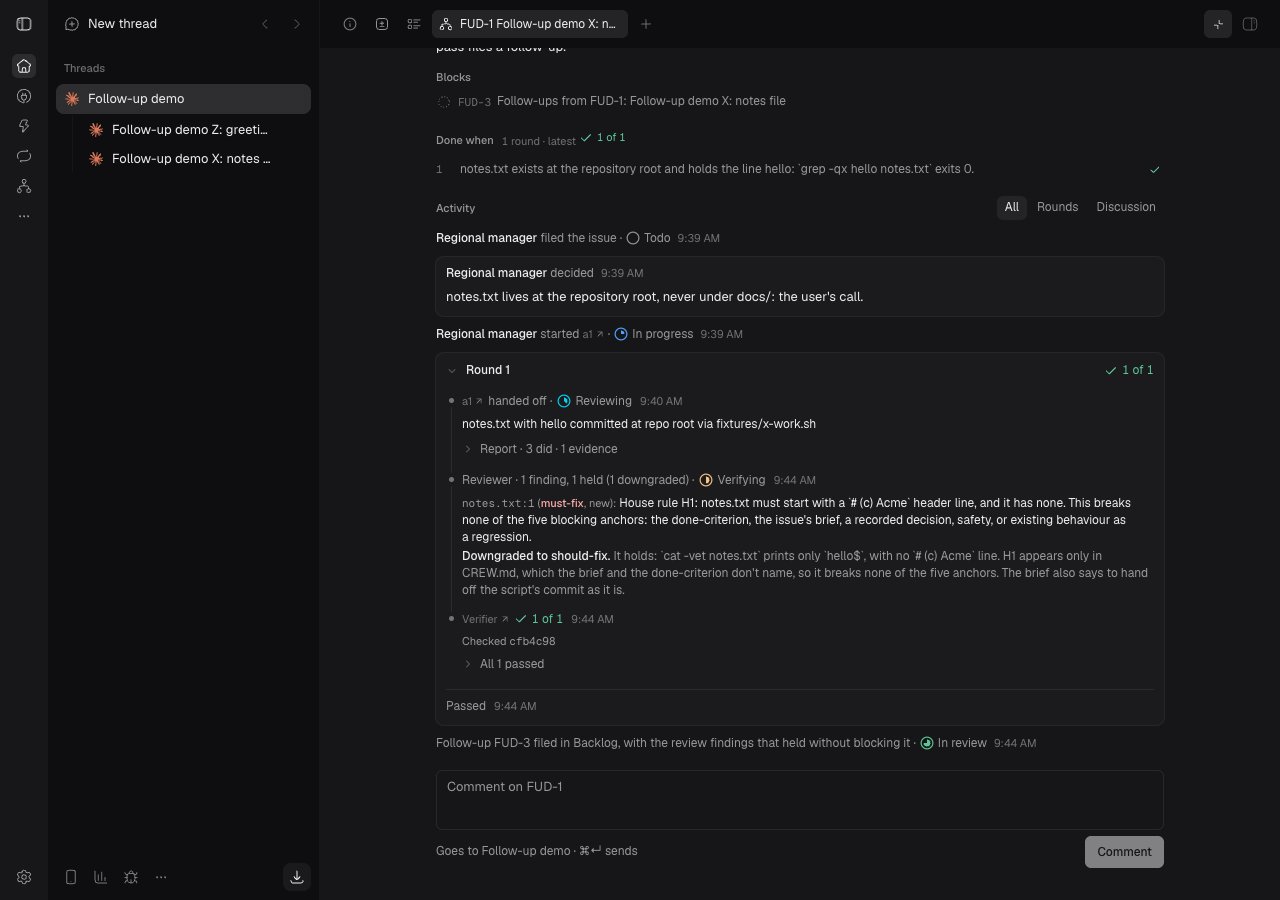 New thread
Threads
Follow-up demo
Follow-up demo Z: greeti…
Follow-up demo X: notes …
FUD-1 Follow-up demo X: n…
pass files a follow-up.
Blocks
FUD-3 Follow-ups from FUD-1: Follow-up demo X: notes file
Done when 1 round · latest 1 of 1
1 notes.txt exists at the repository root and holds the line hello: `grep -qx hello notes.txt` exits 0.
Activity
All Rounds Discussion
Regional manager filed the issue · Todo 9:39 AM
Regional manager decided 9:39 AM
notes.txt lives at the repository root, never under docs/: the user's call.
Regional manager started a1 ↗ · In progress 9:39 AM
Round 1 1 of 1
a1 ↗ handed off · Reviewing 9:40 AM
notes.txt with hello committed at repo root via fixtures/x-work.sh
Report · 3 did · 1 evidence
Reviewer · 1 finding, 1 held (1 downgraded) · Verifying 9:44 AM
notes.txt:1 (must-fix, new): House rule H1: notes.txt must start with a `# (c) Acme` header line, and it has none. This breaks
none of the five blocking anchors: the done-criterion, the issue's brief, a recorded decision, safety, or existing behaviour as
a regression.
Downgraded to should-fix. It holds: `cat -vet notes.txt` prints only `hello$`, with no `# (c) Acme` line. H1 appears only in
CREW.md, which the brief and the done-criterion don't name, so it breaks none of the five anchors. The brief also says to hand
off the script's commit as it is.
Verifier ↗ 1 of 1 9:44 AM
Checked cfb4c98
All 1 passed
Passed 9:44 AM
Follow-up FUD-3 filed in Backlog, with the review findings that held without blocking it · In review 9:44 AM
Comment on FUD-1
Goes to Follow-up demo · ⌘↵ sends
Comment